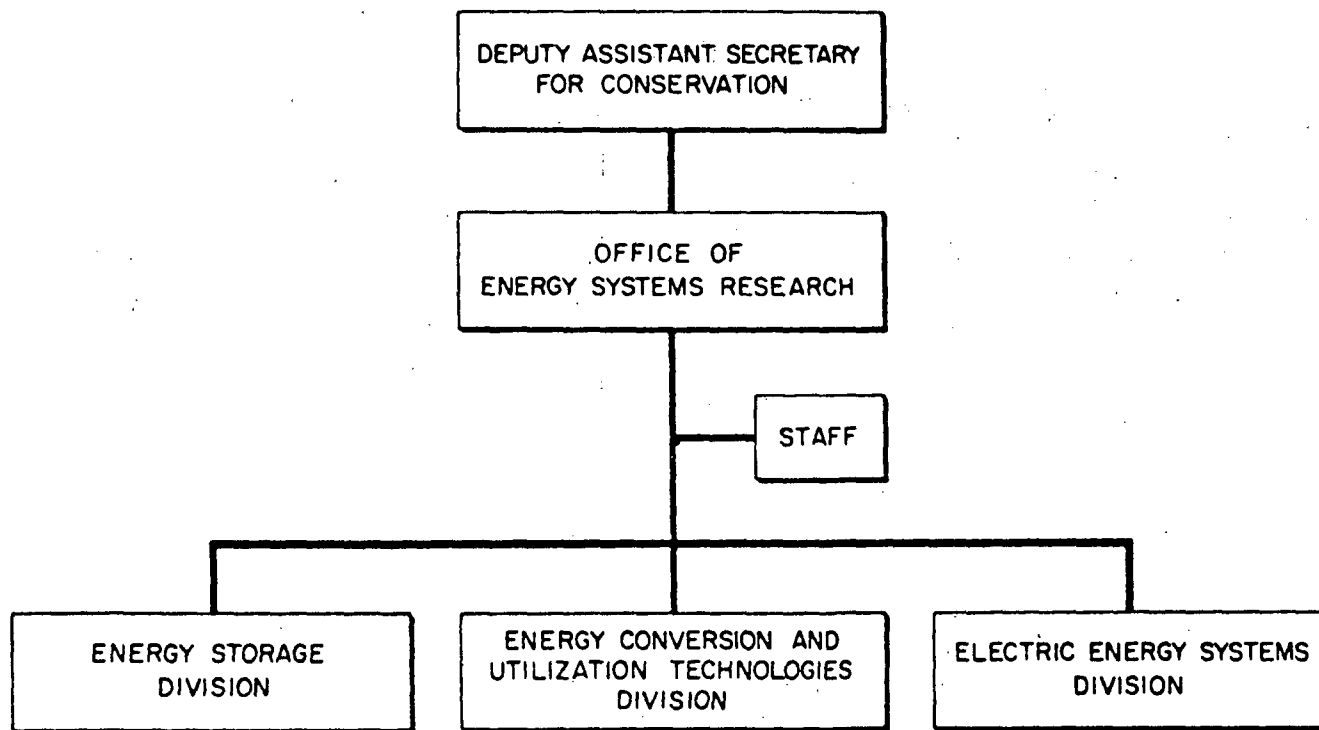 DEPUTY ASSISTANT SECRETARY
FOR CONSERVATION
OFFICE OF
ENERGY SYSTEMS RESEARCH
STAFF
ENERGY STORAGE
DIVISION
ENERGY CONVERSION AND
UTILIZATION TECHNOLOGIES
DIVISION
ELECTRIC ENERGY SYSTEMS
DIVISION